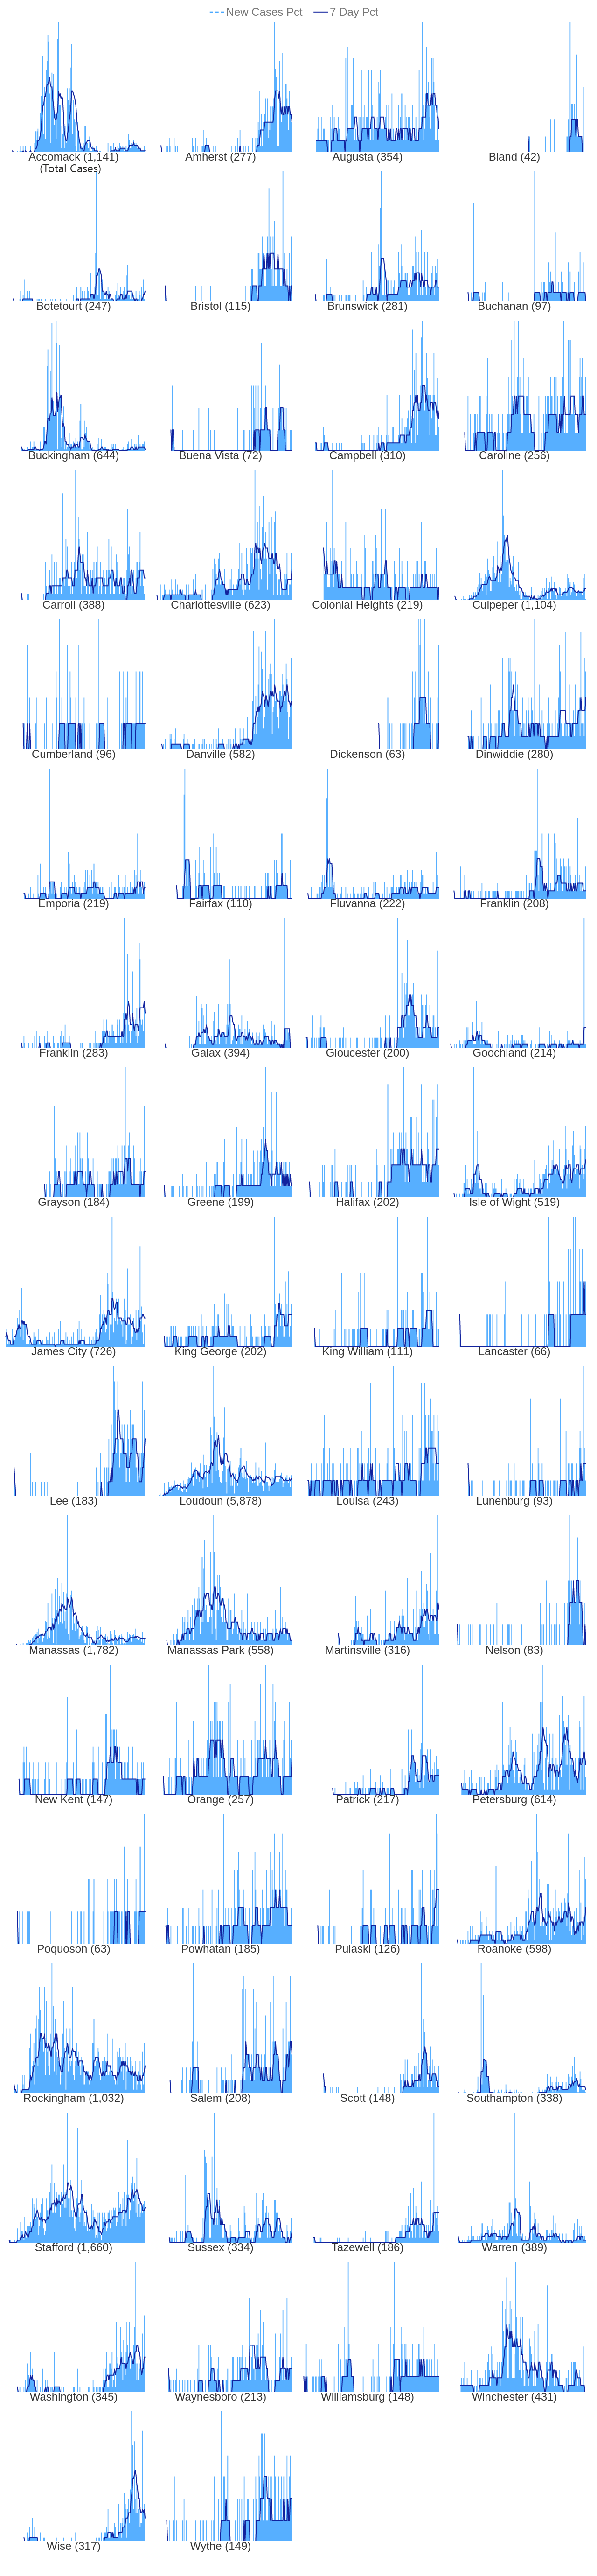 New Cases Pct 7 Day Pct
Accomack (1,141) Amherst (277) Augusta (354) Bland (42)
(Total Cases)
Botetourt (247) Bristol (115) Brunswick (281) Buchanan (97)
Buckingham (644) Buena Vista (72) Campbell (310) Caroline (256)
Carroll (388) Charlottesville (623) Colonial Heights (219) Culpeper (1,104)
Cumberland (96) Danville (582) Dickenson (63) Dinwiddie (280)
Emporia (219) Fairfax (110) Fluvanna (222) Franklin (208)
Franklin (283) Galax (394) Gloucester (200) Goochland (214)
Grayson (184) Greene (199) Halifax (202) Isle of Wight (519)
James City (726) King George (202) King William (111) Lancaster (66)
Lee (183) Loudoun (5,878) Louisa (243) Lunenburg (93)
Manassas (1,782) Manassas Park (558) Martinsville (316) Nelson (83)
New Kent (147) Orange (257) Patrick (217) Petersburg (614)
Poquoson (63) Powhatan (185) Pulaski (126) Roanoke (598)
Rockingham (1,032) Salem (208) Scott (148) Southampton (338)
Stafford (1,660) Sussex (334) Tazewell (186) Warren (389)
Washington (345) Waynesboro (213) Williamsburg (148) Winchester (431)
Wise (317) Wythe (149)